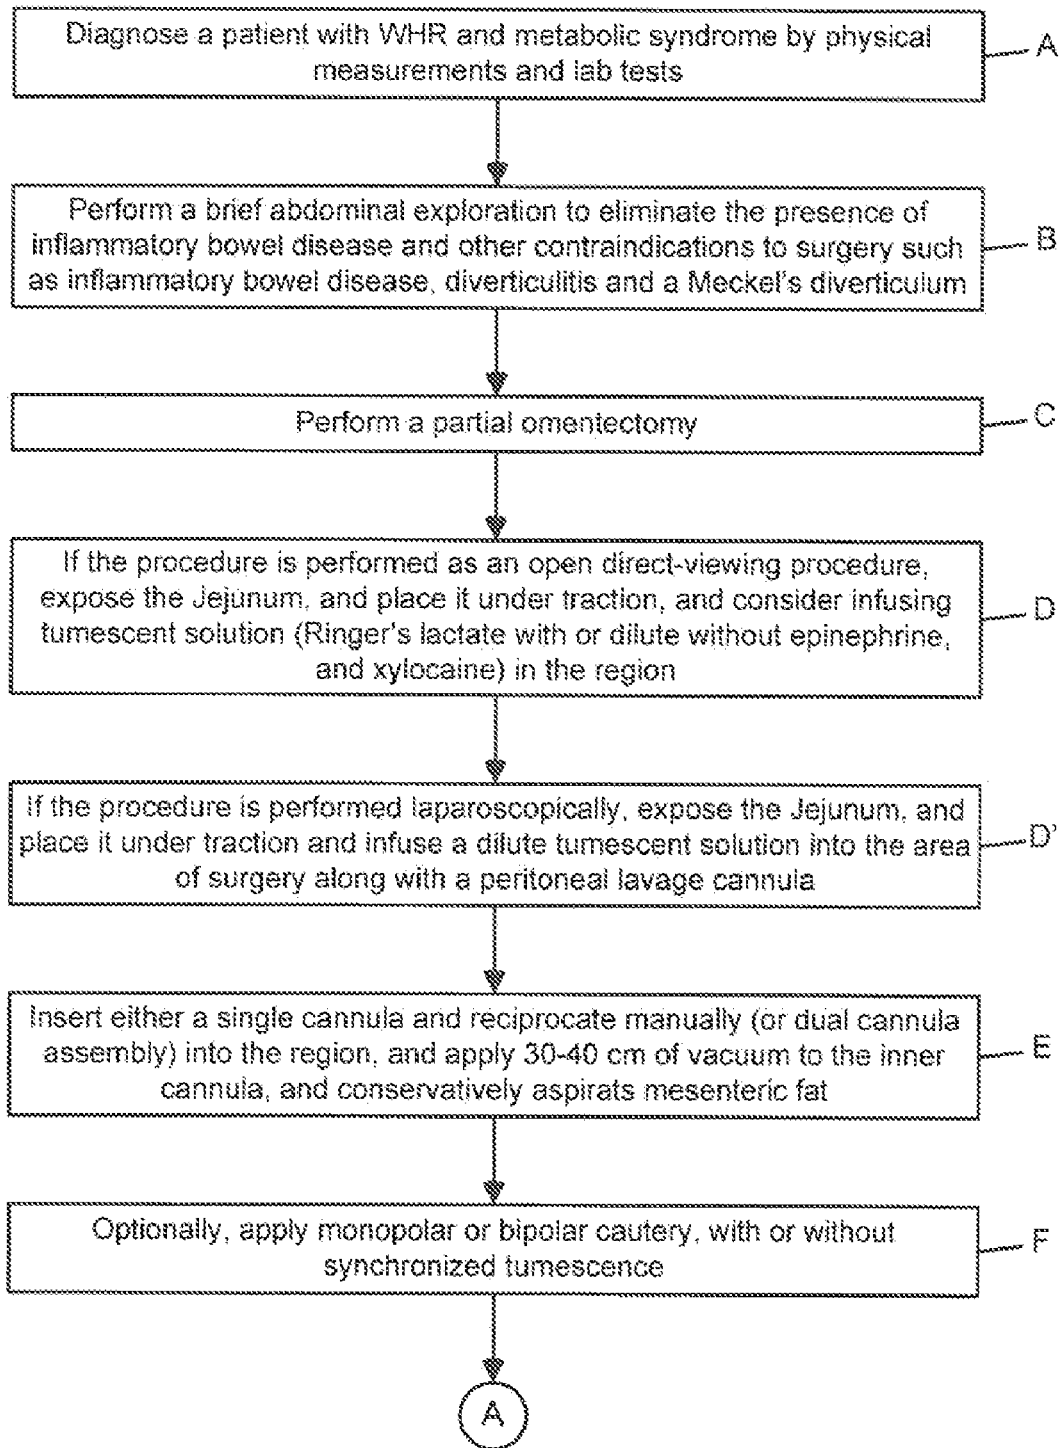 Diagnose a patient with WHR and metabolic syndrome by physical
measurements and lab tests
A
Perform a brief abdominal exploration to eliminate the presence of
inflammatory bowel disease and other contraindications to surgery such
as inflammatory bowel disease, diverticulitis and a Meckel's diverticulum
B
Perform a partial omentectomy
C
If the procedure is performed as an open direct-viewing procedure,
expose the Jejunum, and place it under traction, and consider infusing
tumescent solution (Ringer's lactate with or dilute without epinephrine,
and xylocaine) in the region
D
If the procedure is performed laparoscopically, expose the Jejunum, and
place it under traction and infuse a dilute tumescent solution into the area
of surgery along with a peritoneal lavage cannula
D'
Insert either a single cannula and reciprocate manually (or dual cannula
assembly) into the region, and apply 30-40 cm of vacuum to the inner
cannula, and conservatively aspirats mesenteric fat
E
Optionally, apply monopolar or bipolar cautery, with or without
synchronized tumescence
F
A